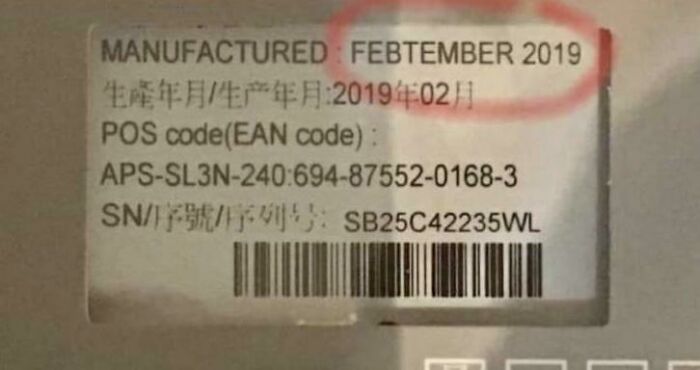 MANUFACTURED : FEBTEMBER 2019
生產年月/生产年月:2019年02月
POS code(EAN code) :
APS-SL3N-240:694-87552-0168-3
SN/序號/序列号: SB25C42235WL